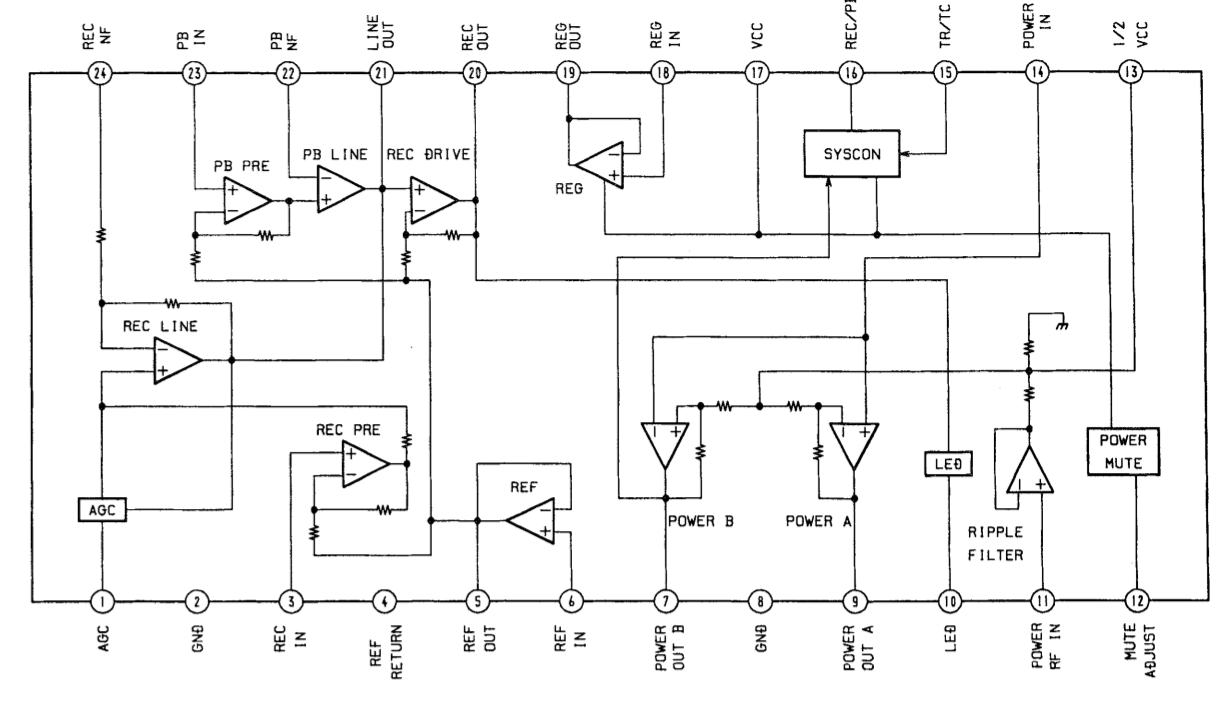 REC NF
PB IN
PB NF
LINE OUT
REC OUT
REG OUT
REG IN
VCC
TR/TC
POWER IN
1/2 VCC
24
23
22
21
20
19
18
17
16
15
14
13
PB PRE
PB LINE
REC DRIVE
REG
SYSCON
REC LINE
REC PRE
REF
AGC
POWER B
POWER A
LED
RIPPLE
FILTER
POWER
MUTE
1
2
3
4
5
6
7
8
9
10
11
12
AGC
GND
REC IN
REF RETURN
REF OUT
REF IN
POWER OUT B
GND
POWER OUT A
LED
POWER RF IN
MUTE ADJUST